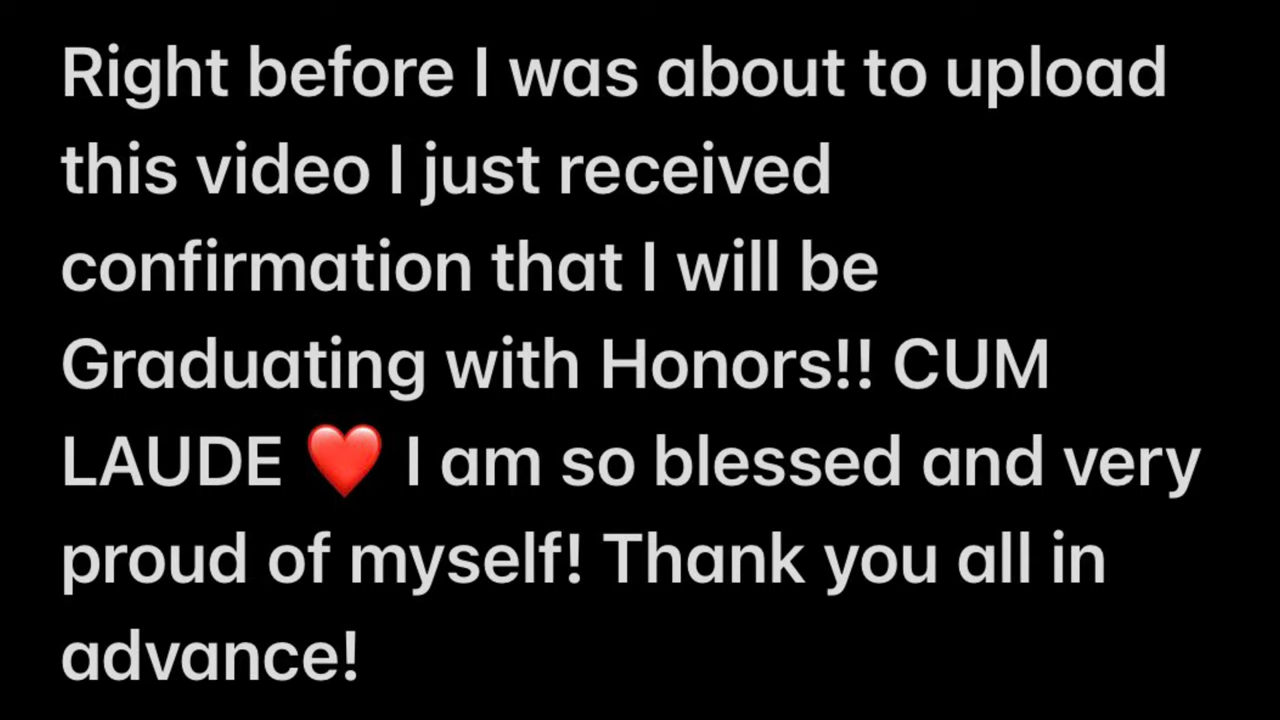 Right before I was about to upload
this video I just received
confirmation that I will be
Graduating with Honors!! CUM
LAUDE ❤️ I am so blessed and very
proud of myself! Thank you all in
advance!